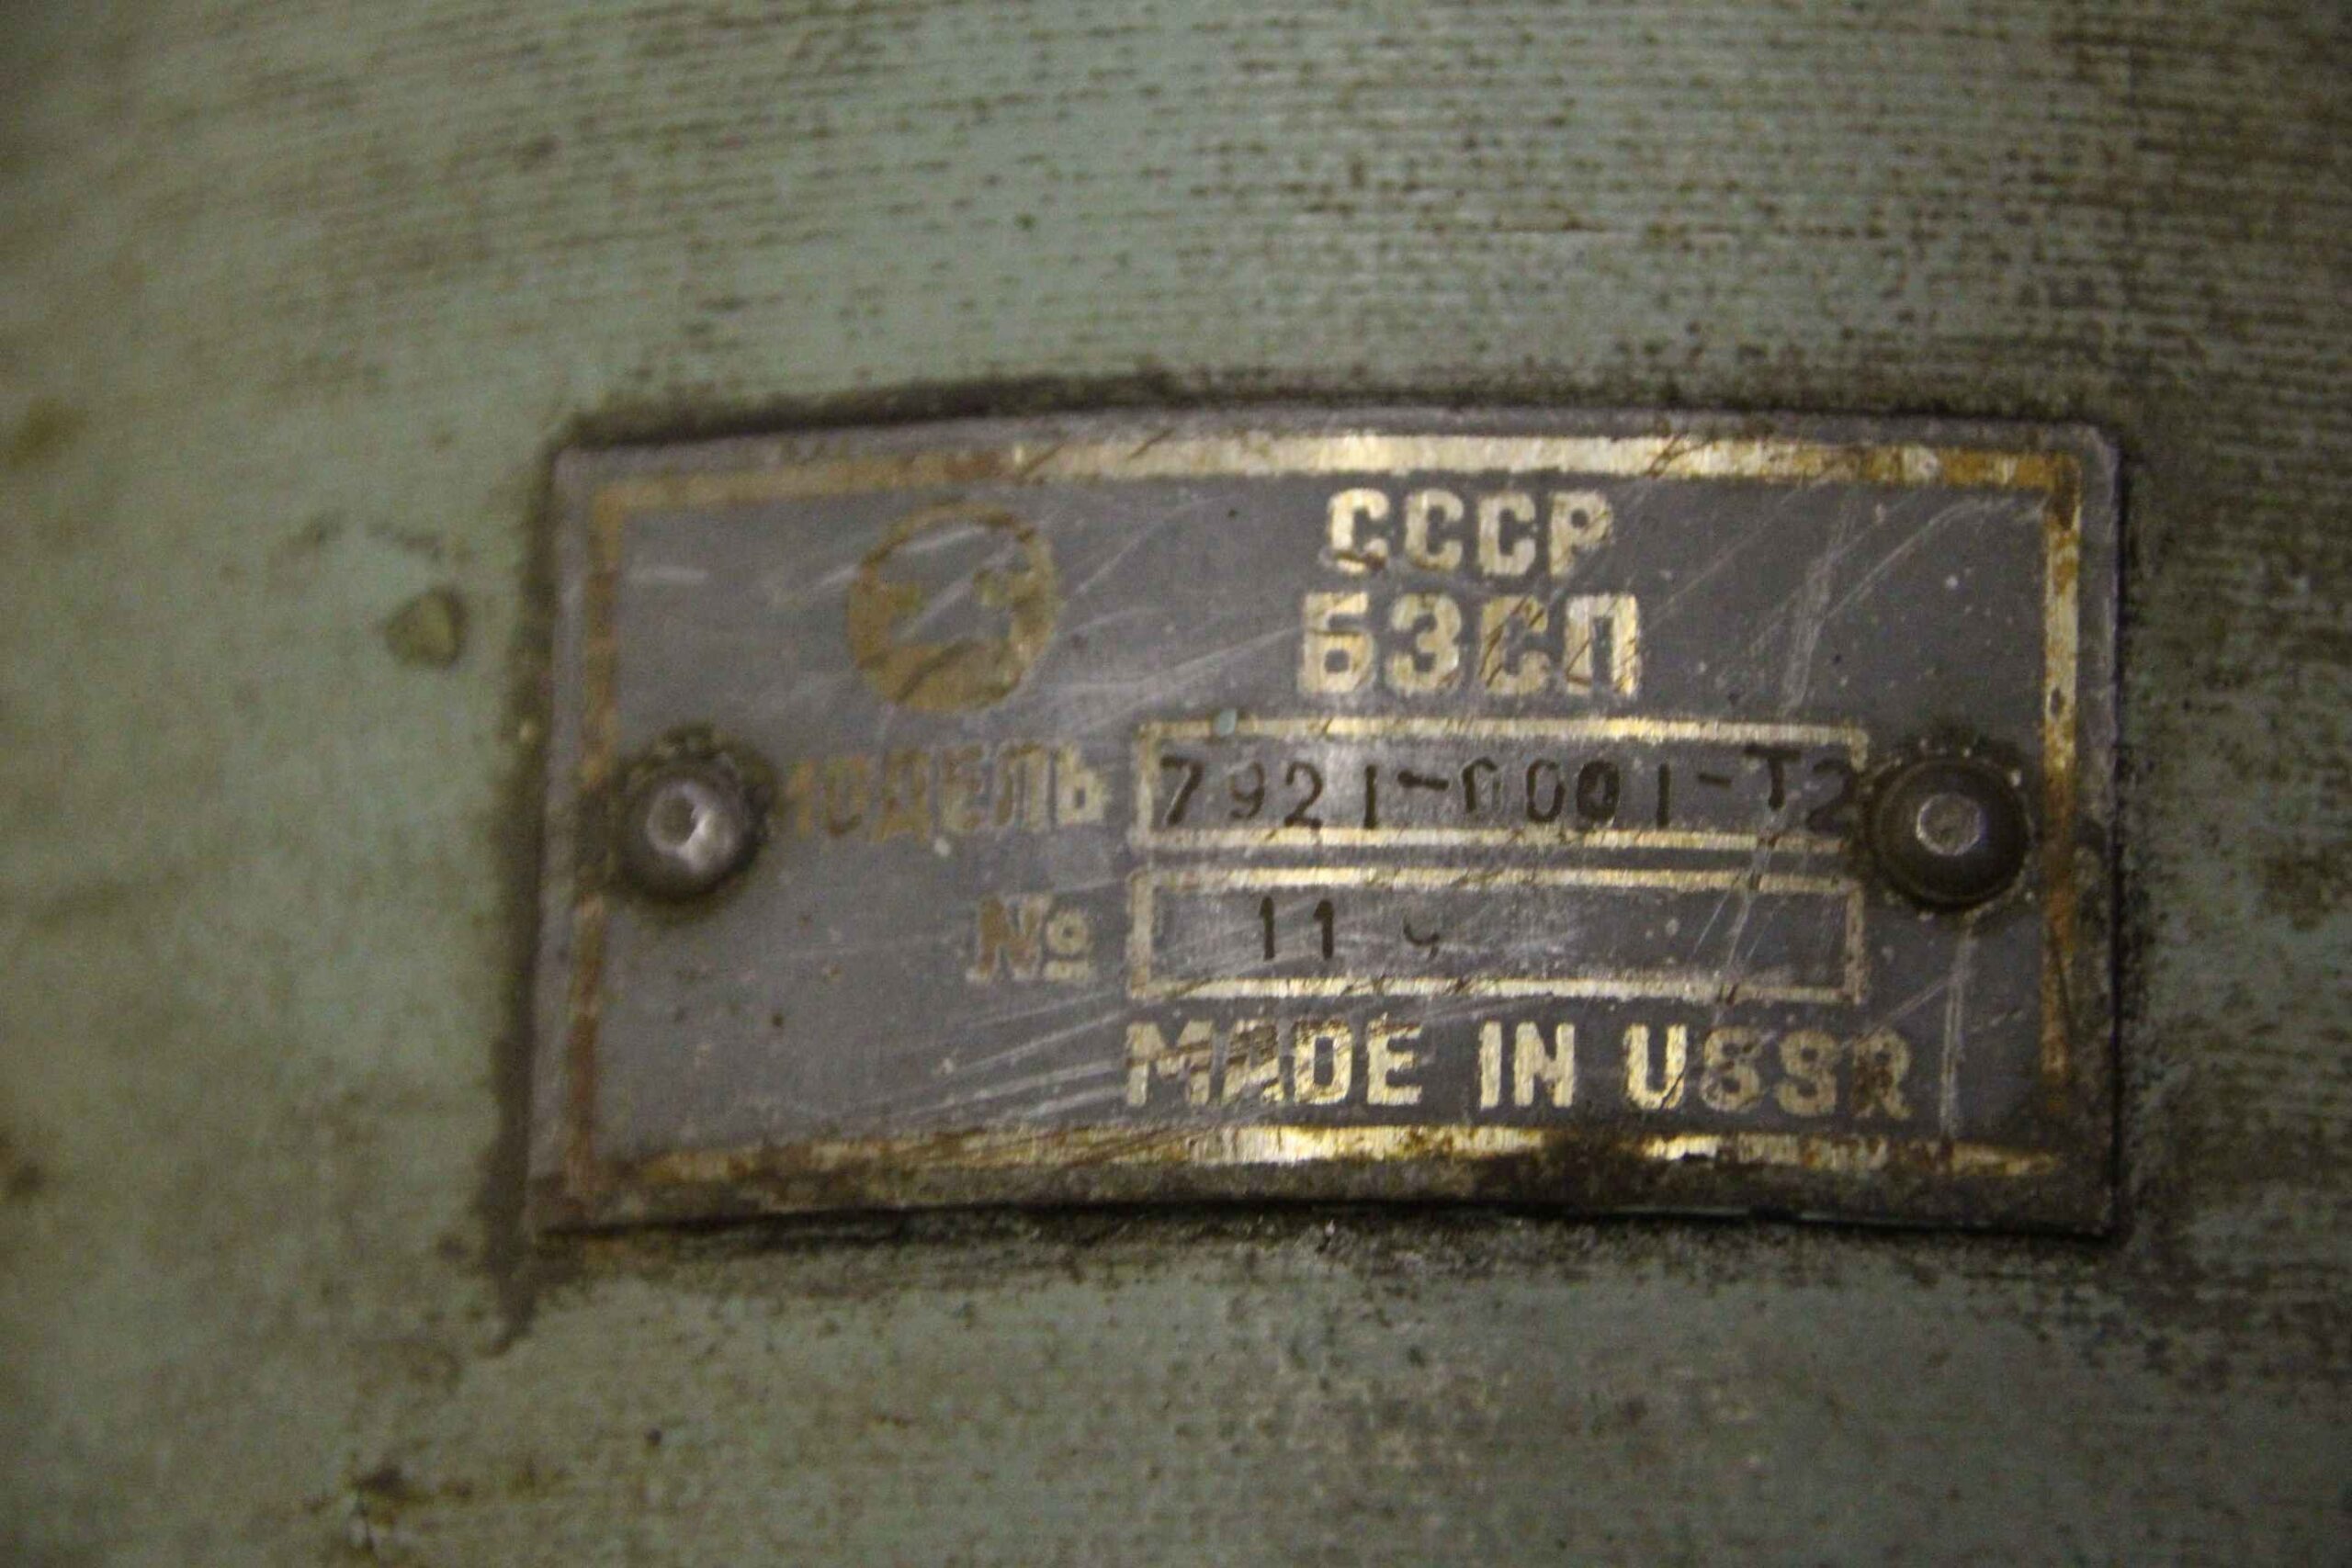 СССР
БЗСП
МОДЕЛЬ 7921-0001-Т2
№ 11
MADE IN USSR